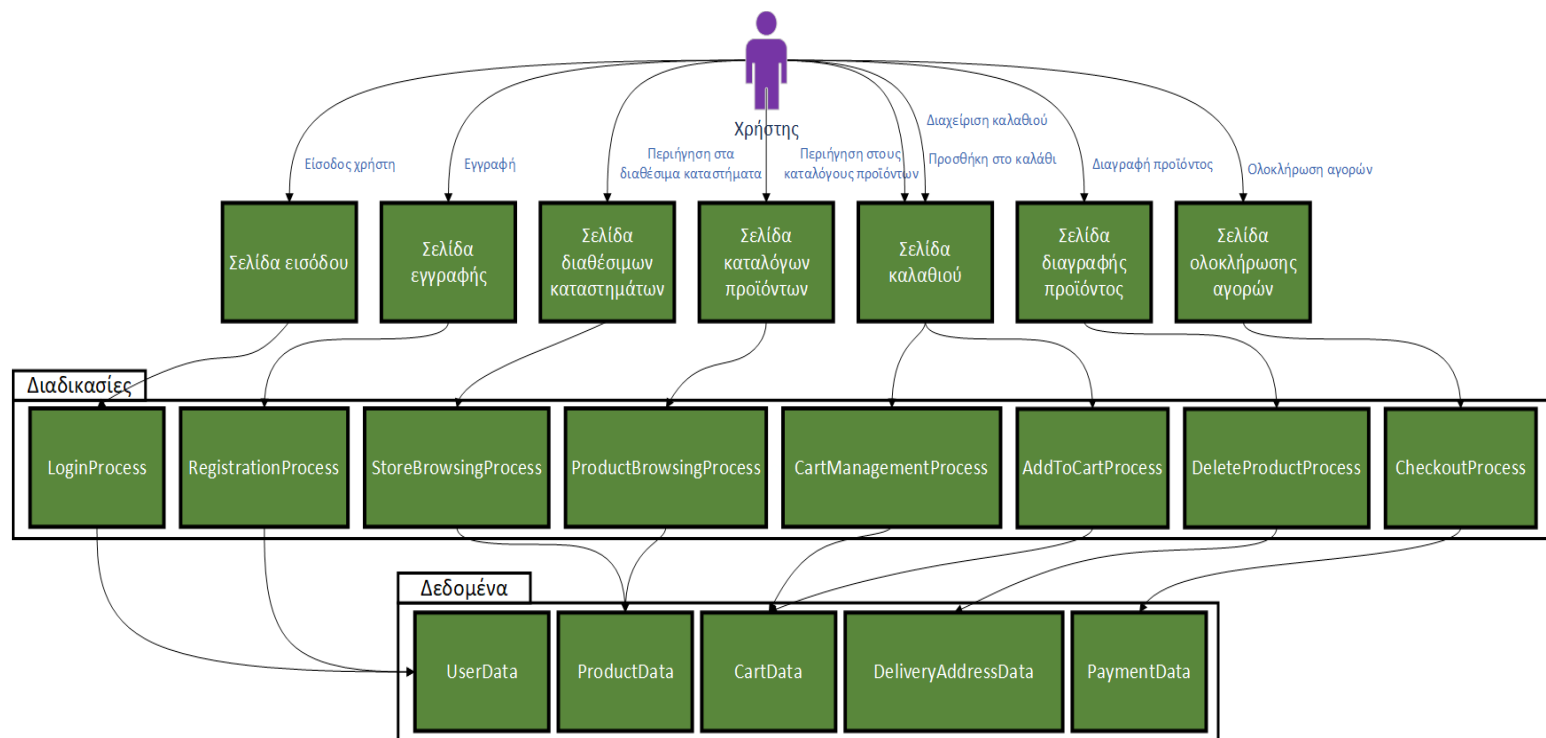 Χρήστης
Είσοδος χρήστη
Εγγραφή
Περιήγηση στα
διαθέσιμα καταστήματα
Περιήγηση στους
καταλόγους προϊόντων
Διαχείριση καλαθιού
Προσθήκη στο καλάθι
Διαγραφή προϊόντος
Ολοκλήρωση αγορών
Σελίδα εισόδου
Σελίδα
εγγραφής
Σελίδα
διαθέσιμων
καταστημάτων
Σελίδα
καταλόγων
προϊόντων
Σελίδα
καλαθιού
Σελίδα
διαγραφής
προϊόντος
Σελίδα
ολοκλήρωσης
αγορών
Διαδικασίες
LoginProcess
RegistrationProcess
StoreBrowsingProcess
ProductBrowsingProcess
CartManagementProcess
AddToCartProcess
DeleteProductProcess
CheckoutProcess
Δεδομένα
UserData
ProductData
CartData
DeliveryAddressData
PaymentData